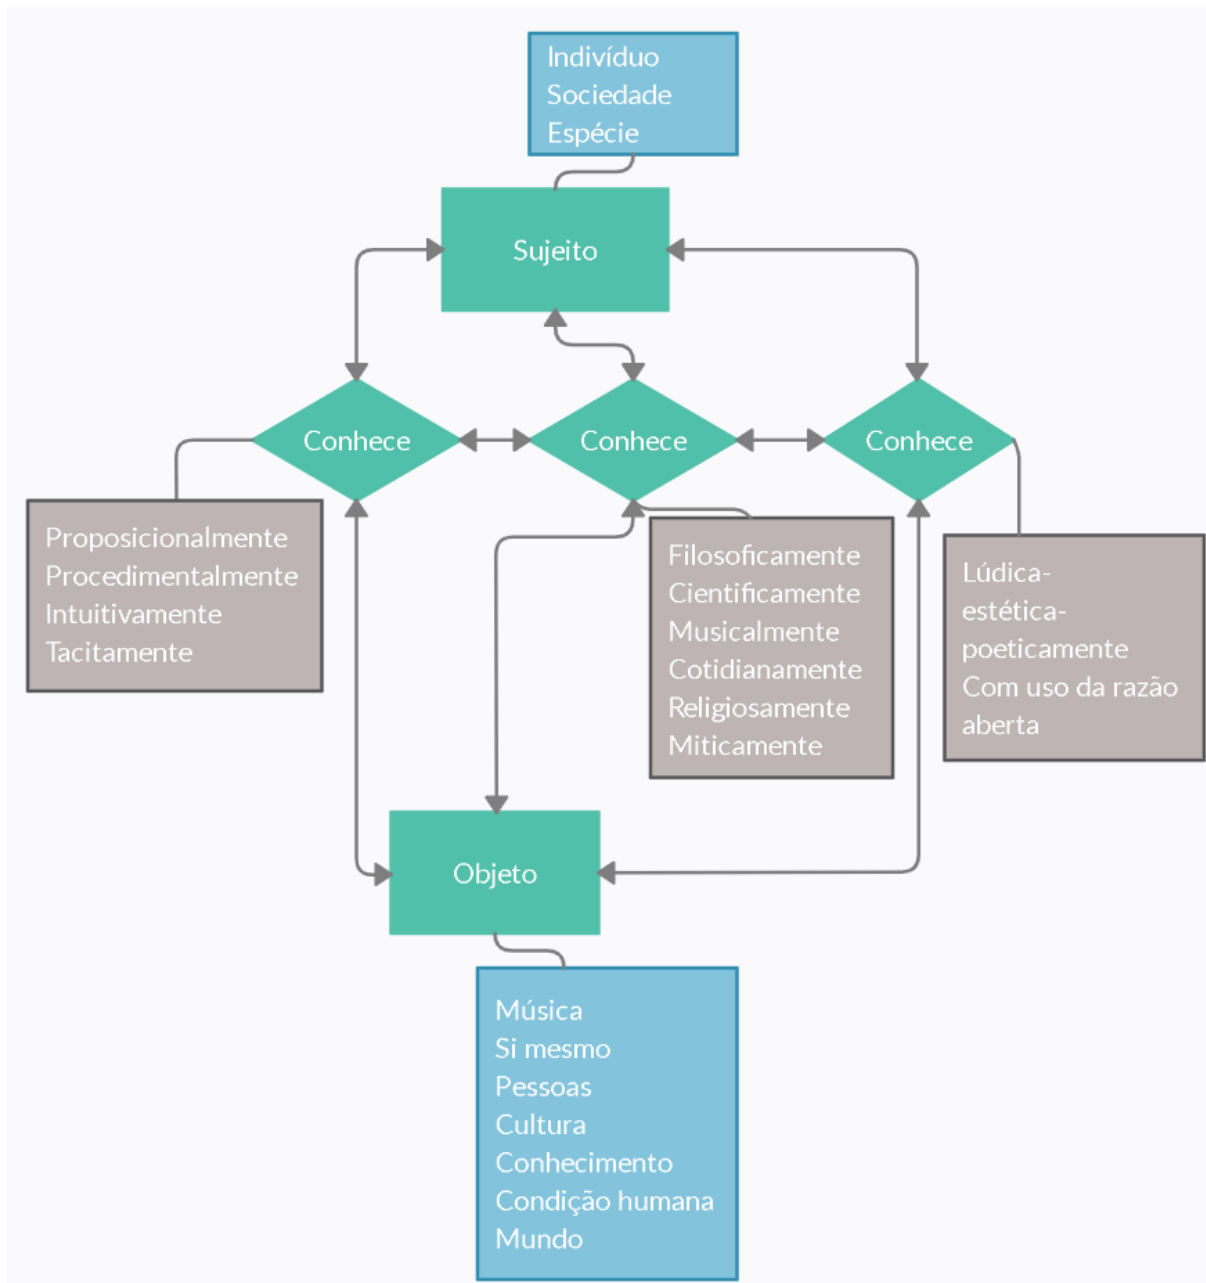 Indivíduo
Sociedade
Espécie
Sujeito
Conhece
Conhece
Conhece
Proposicionalmente
Procedimentalmente
Intuitivamente
Tacitamente
Filosoficamente
Cientificamente
Musicalmente
Cotidianamente
Religiosamente
Miticamente
Lúdica-
estética-
poeticamente
Com uso da razão
aberta
Objeto
Música
Si mesmo
Pessoas
Cultura
Conhecimento
Condição humana
Mundo